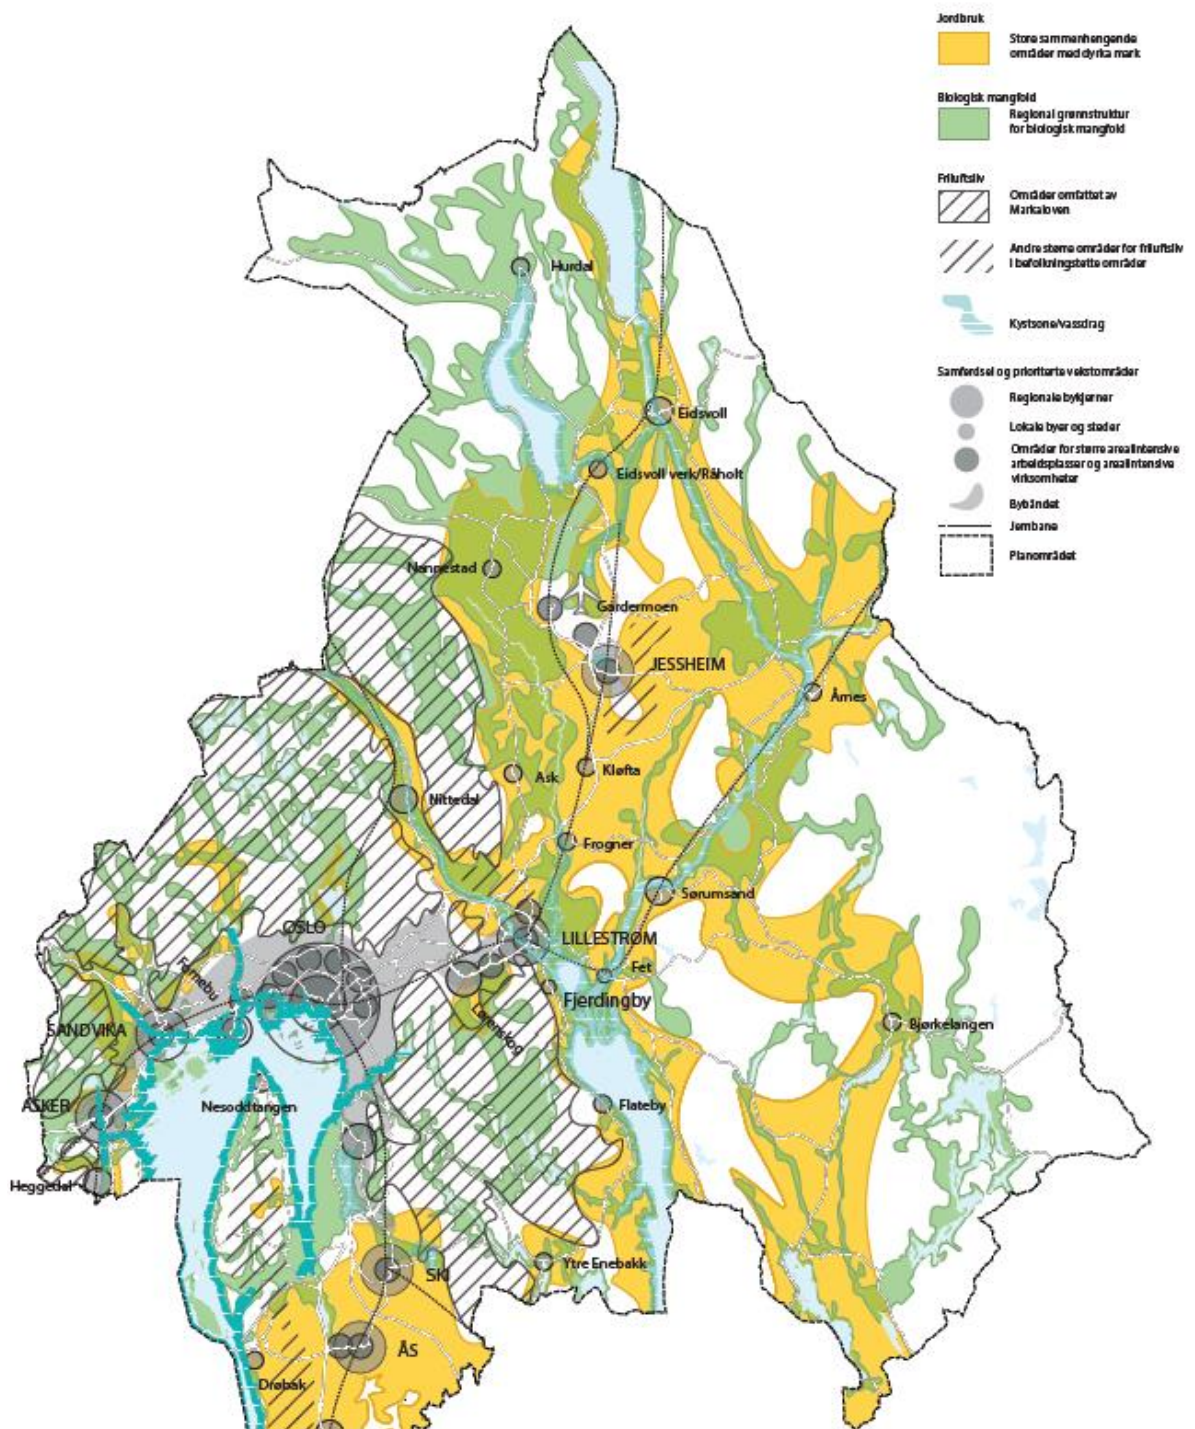 Jordbruk
Store sammenhengende
områder med dyrka mark
Biologisk mangfold
Regional grønnstruktur
for biologisk mangfold
Friluftsliv
Områder omfattet av
Markaloven
Andre større områder for friluftsliv
i befolkningstette områder
Kystsone/vassdrag
Samferdsel og prioriterte vekstområder
Regionale bykjerner
Lokale byer og steder
Områder for større arealintensive
arbeidsplasser og arealintensive
virksomheter
Bybåndet
Jernbane
Planområdet
Hurdal
Eidsvoll
Eidsvoll verk/Råholt
Nannestad
Gardermoen
JESSHEIM
Årnes
Ask
Kløfta
Nittedal
Frogner
Sørumsand
OSLO
LILLESTRØM
Fornebu
Fet
Fjerdingby
Lørenskog
SANDVIKA
Bjørkelangen
ASKER
Nesoddtangen
Flateby
Heggedal
Ytre Enebakk
SKI
ÅS
Drøbak